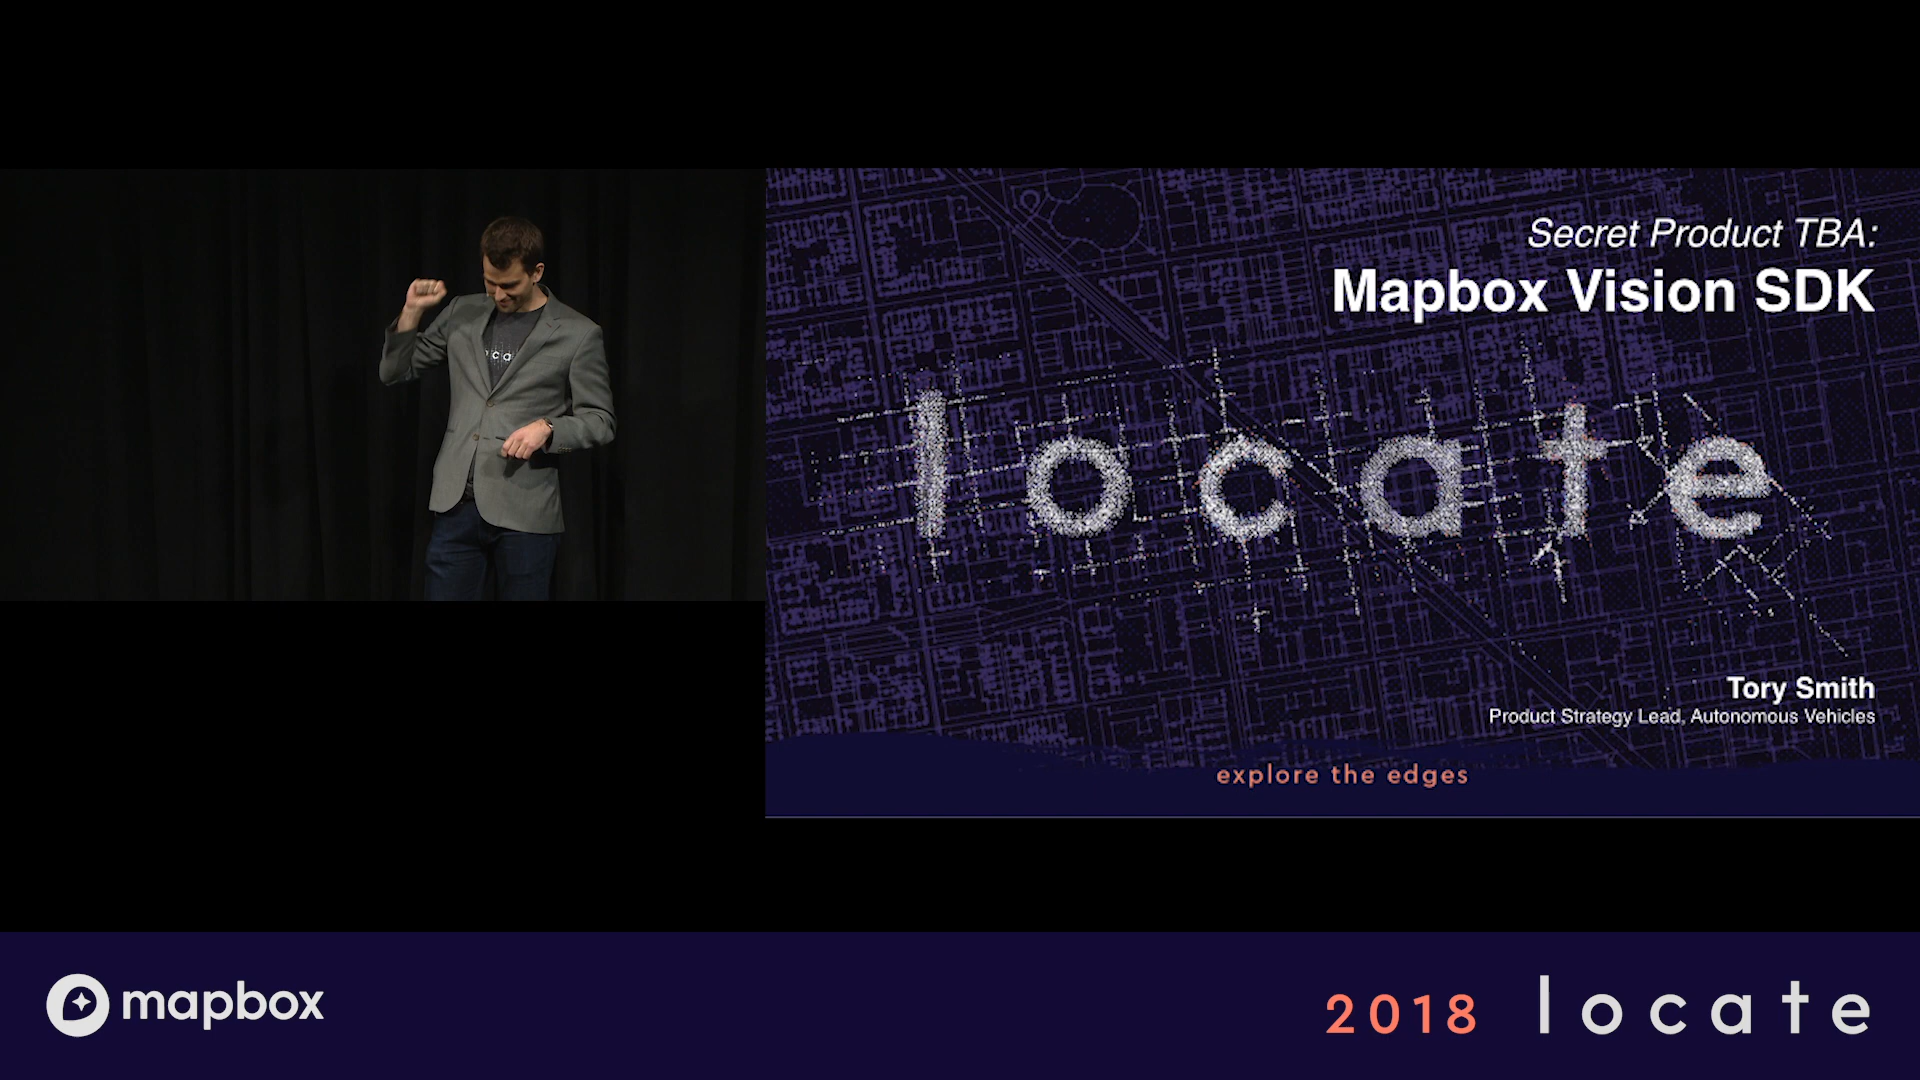 Secret Product TBA:
Mapbox Vision SDK
locate
Tory Smith
Product Strategy Lead, Autonomous Vehicles
explore the edges
mapbox
2018 locate